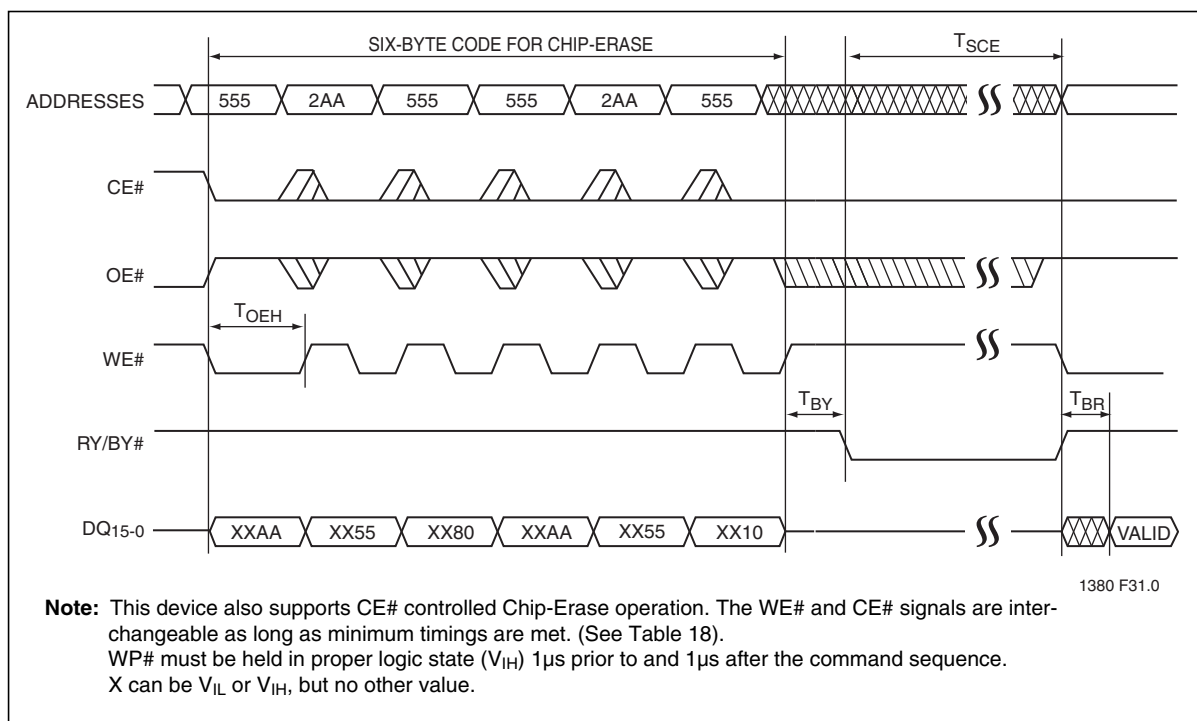 SIX-BYTE CODE FOR CHIP-ERASE
TSCE
ADDRESSES
555 2AA 555 555 2AA 555
CE#
OE#
TOEH
WE#
TBY
TBR
RY/BY#
DQ15-0
XXAA XX55 XX80 XXAA XX55 XX10
VALID
1380 F31.0
Note: This device also supports CE# controlled Chip-Erase operation. The WE# and CE# signals are inter-
changeable as long as minimum timings are met. (See Table 18).
WP# must be held in proper logic state (VIH) 1µs prior to and 1µs after the command sequence.
X can be VIL or VIH, but no other value.